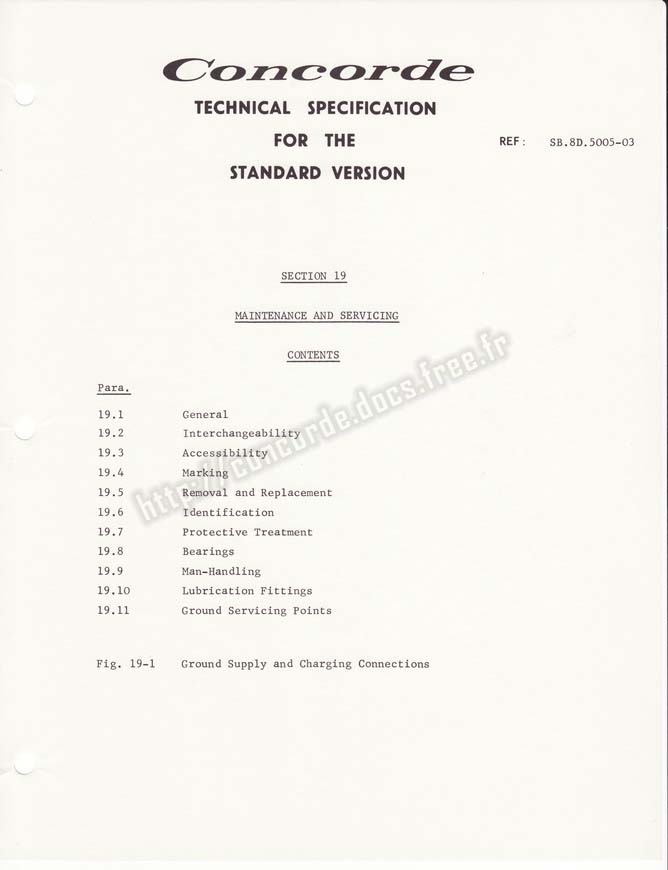 Concorde
TECHNICAL SPECIFICATION
FOR THE
STANDARD VERSION
REF: SB.8D.5005-03
SECTION 19
MAINTENANCE AND SERVICING
CONTENTS
Para.
19.1 General
19.2 Interchangeability
19.3 Accessibility
19.4 Marking
19.5 Removal and Replacement
19.6 Identification
19.7 Protective Treatment
19.8 Bearings
19.9 Man-Handling
19.10 Lubrication Fittings
19.11 Ground Servicing Points
Fig. 19-1 Ground Supply and Charging Connections
http://concorde.docs.free.fr